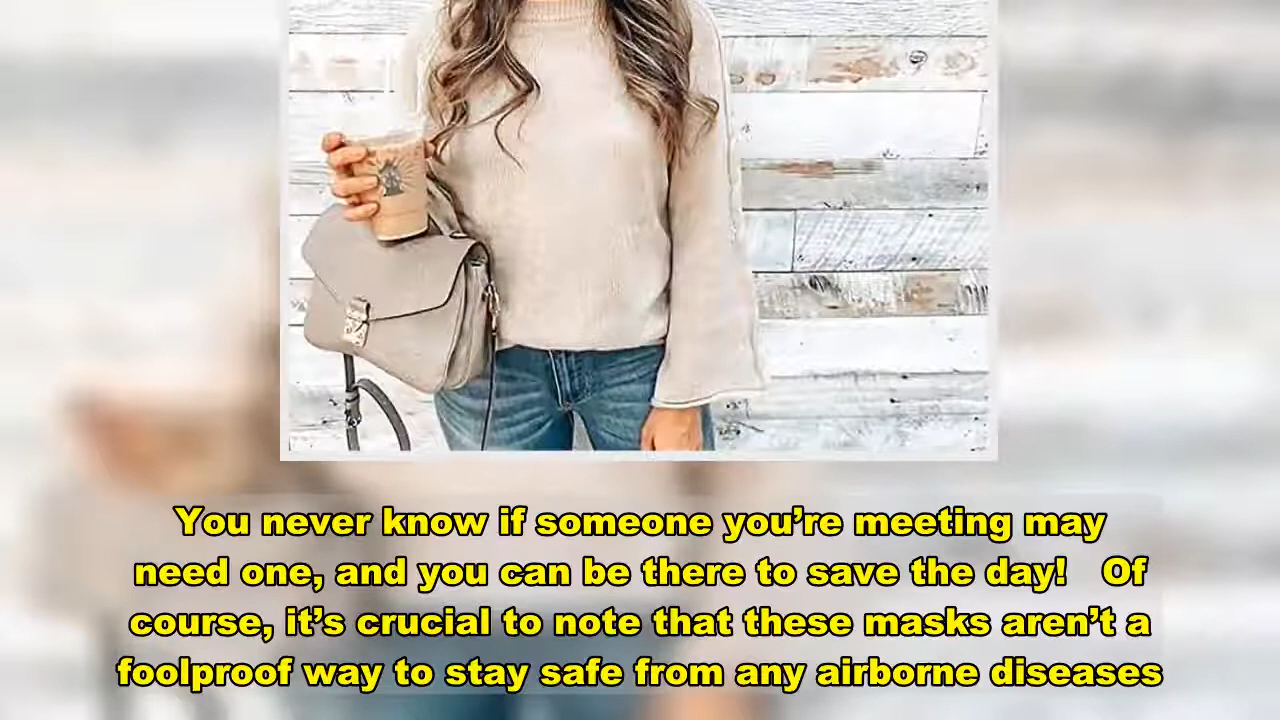 You never know if someone you’re meeting may
need one, and you can be there to save the day!   Of
course, it’s crucial to note that these masks aren’t a
foolproof way to stay safe from any airborne diseases